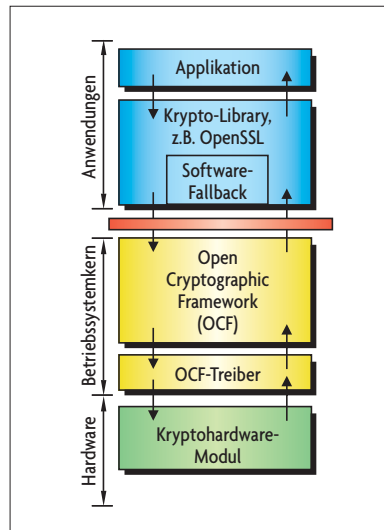 Anwendungen
Applikation
Krypto-Library,
z.B. OpenSSL
Software-
Fallback
Betriebssystemkern
Open
Cryptographic
Framework
(OCF)
OCF-Treiber
Hardware
Kryptohardware-
Modul